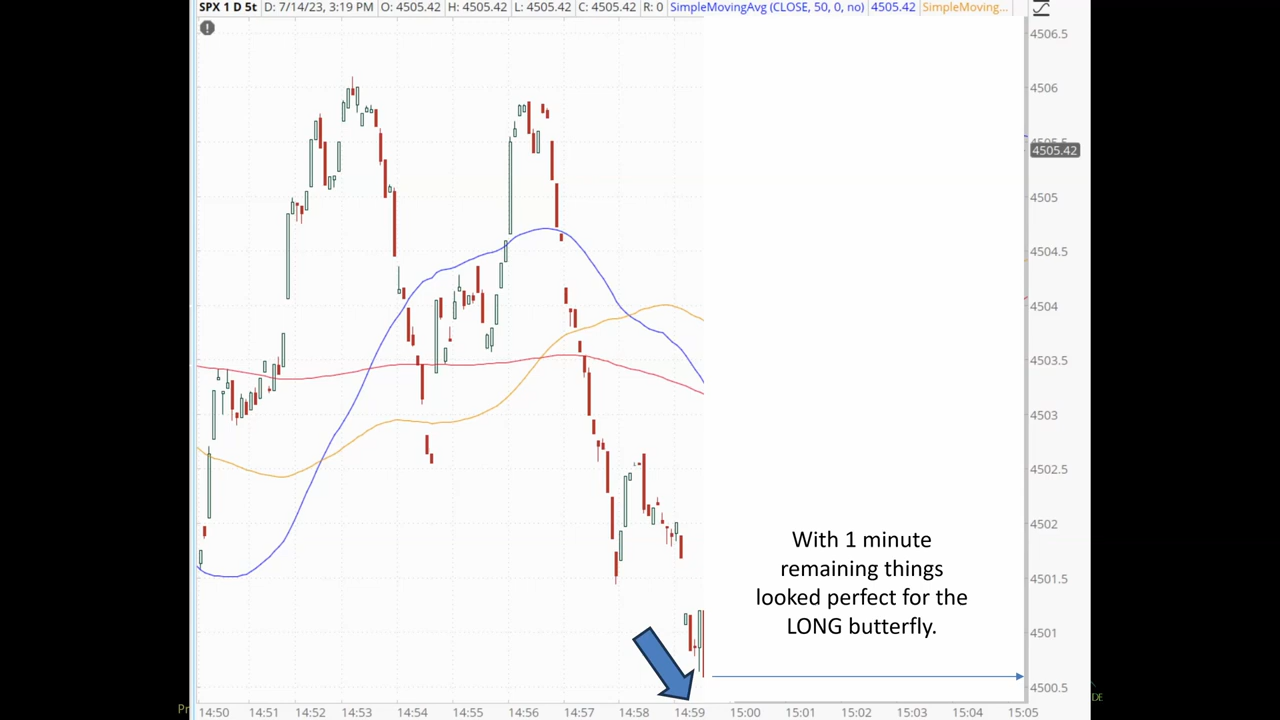 SPX 1 D 5t D: 7/14/23, 3:19 PM O: 4505.42 H: 4505.42 L: 4505.42 C: 4505.42 R: 0 SimpleMovingAvg (CLOSE, 50, 0, no) 4505.42 SimpleMoving...
4506.5
4506
4505.5
4505.42
4505
4504.5
4504
4503.5
4503
4502.5
4502
4501.5
4501
4500.5
With 1 minute
remaining things
looked perfect for the
LONG butterfly.
Pr
DE
14:50 14:51 14:52 14:53 14:54 14:55 14:56 14:57 14:58 14:59 15:00 15:01 15:02 15:03 15:04 15:05